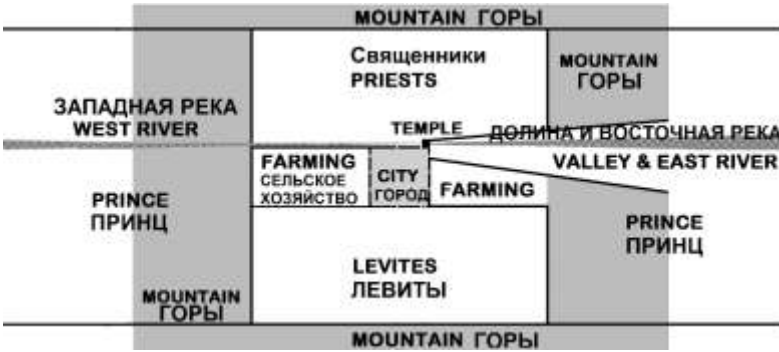 MOUNTAIN ГОРЫ
Священники
PRIESTS
MOUNTAIN
ГОРЫ
ЗАПАДНАЯ РЕКА
WEST RIVER
TEMPLE
ДОЛИНА И ВОСТОЧНАЯ РЕКА
VALLEY & EAST RIVER
FARMING
СЕЛЬСКОЕ
ХОЗЯЙСТВО
CITY
ГОРОД
FARMING
PRINCE
ПРИНЦ
PRINCE
ПРИНЦ
LEVITES
ЛЕВИТЫ
MOUNTAIN
ГОРЫ
MOUNTAIN ГОРЫ